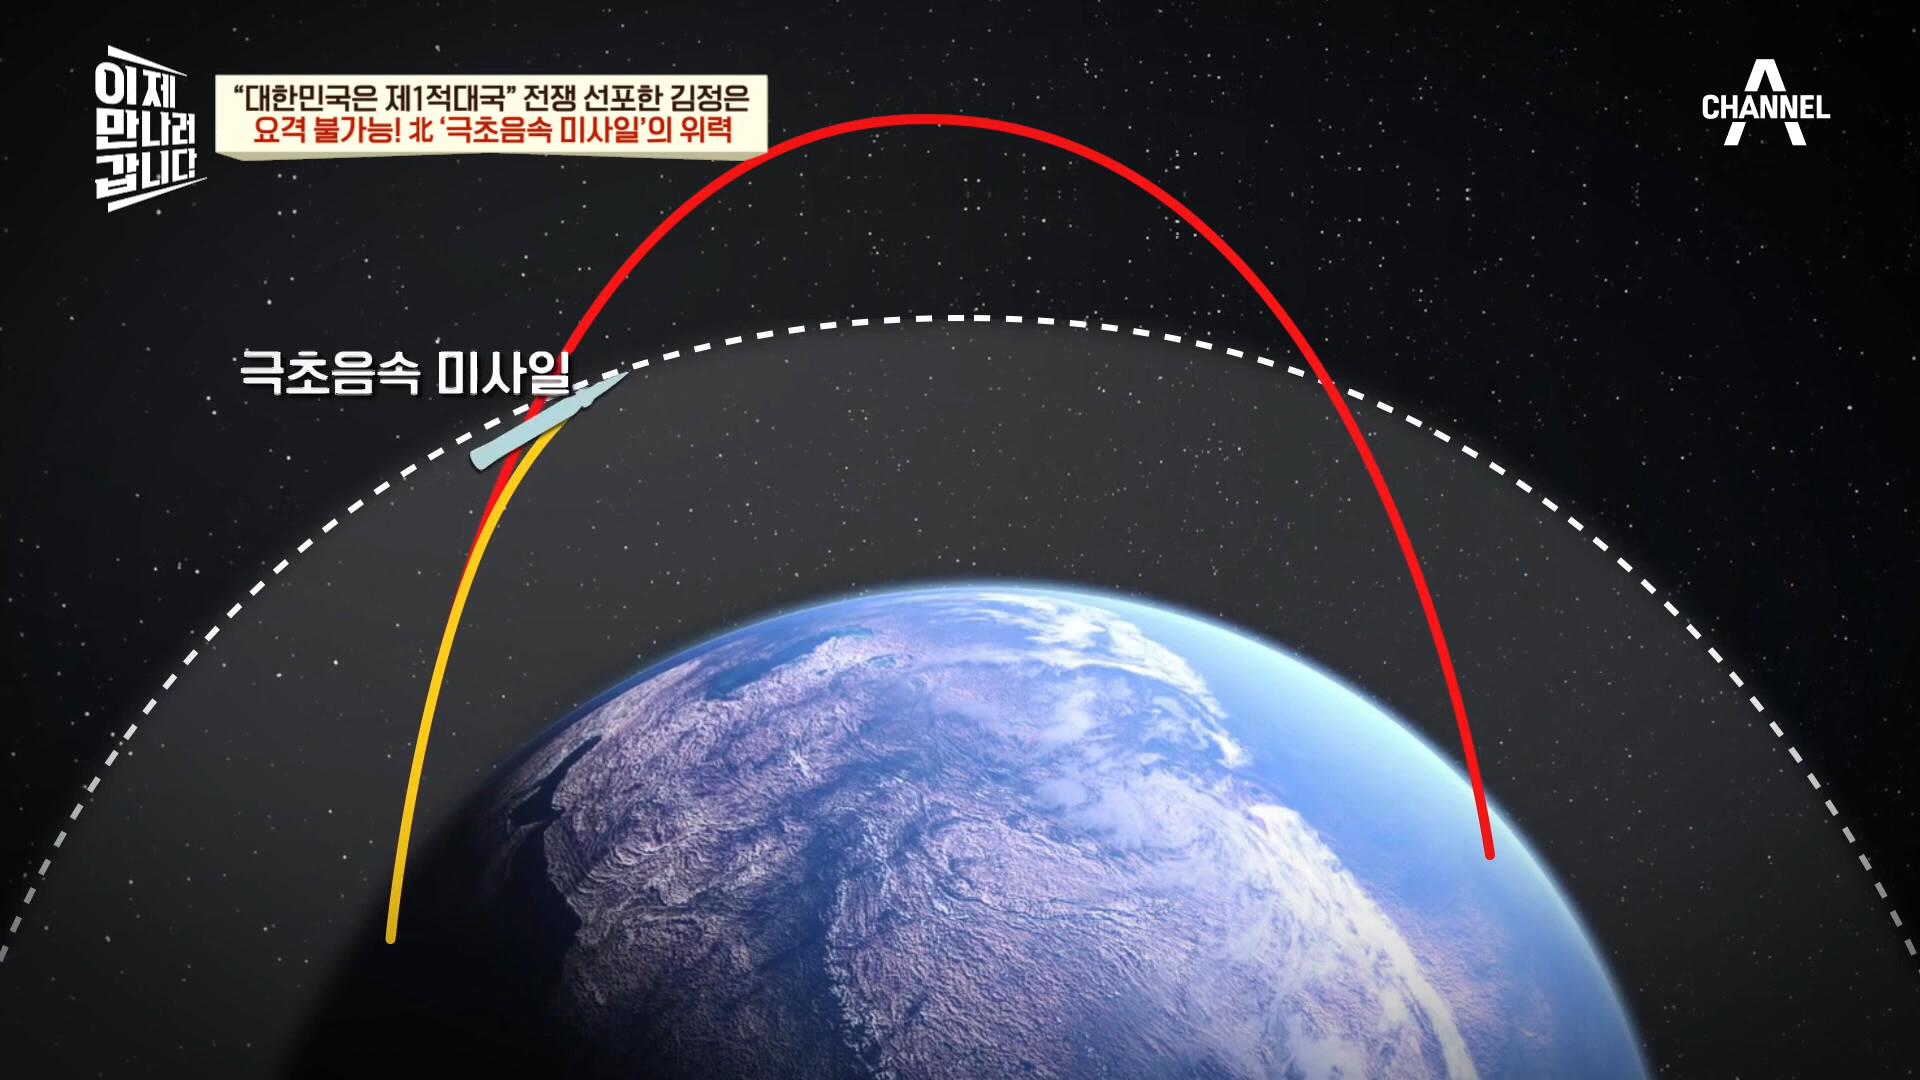 이제
만나러
갑니다
“대한민국은 제1적대국” 전쟁 선포한 김정은
요격 불가능! 北 ‘극초음속 미사일’의 위력
CHANNEL A
극초음속 미사일